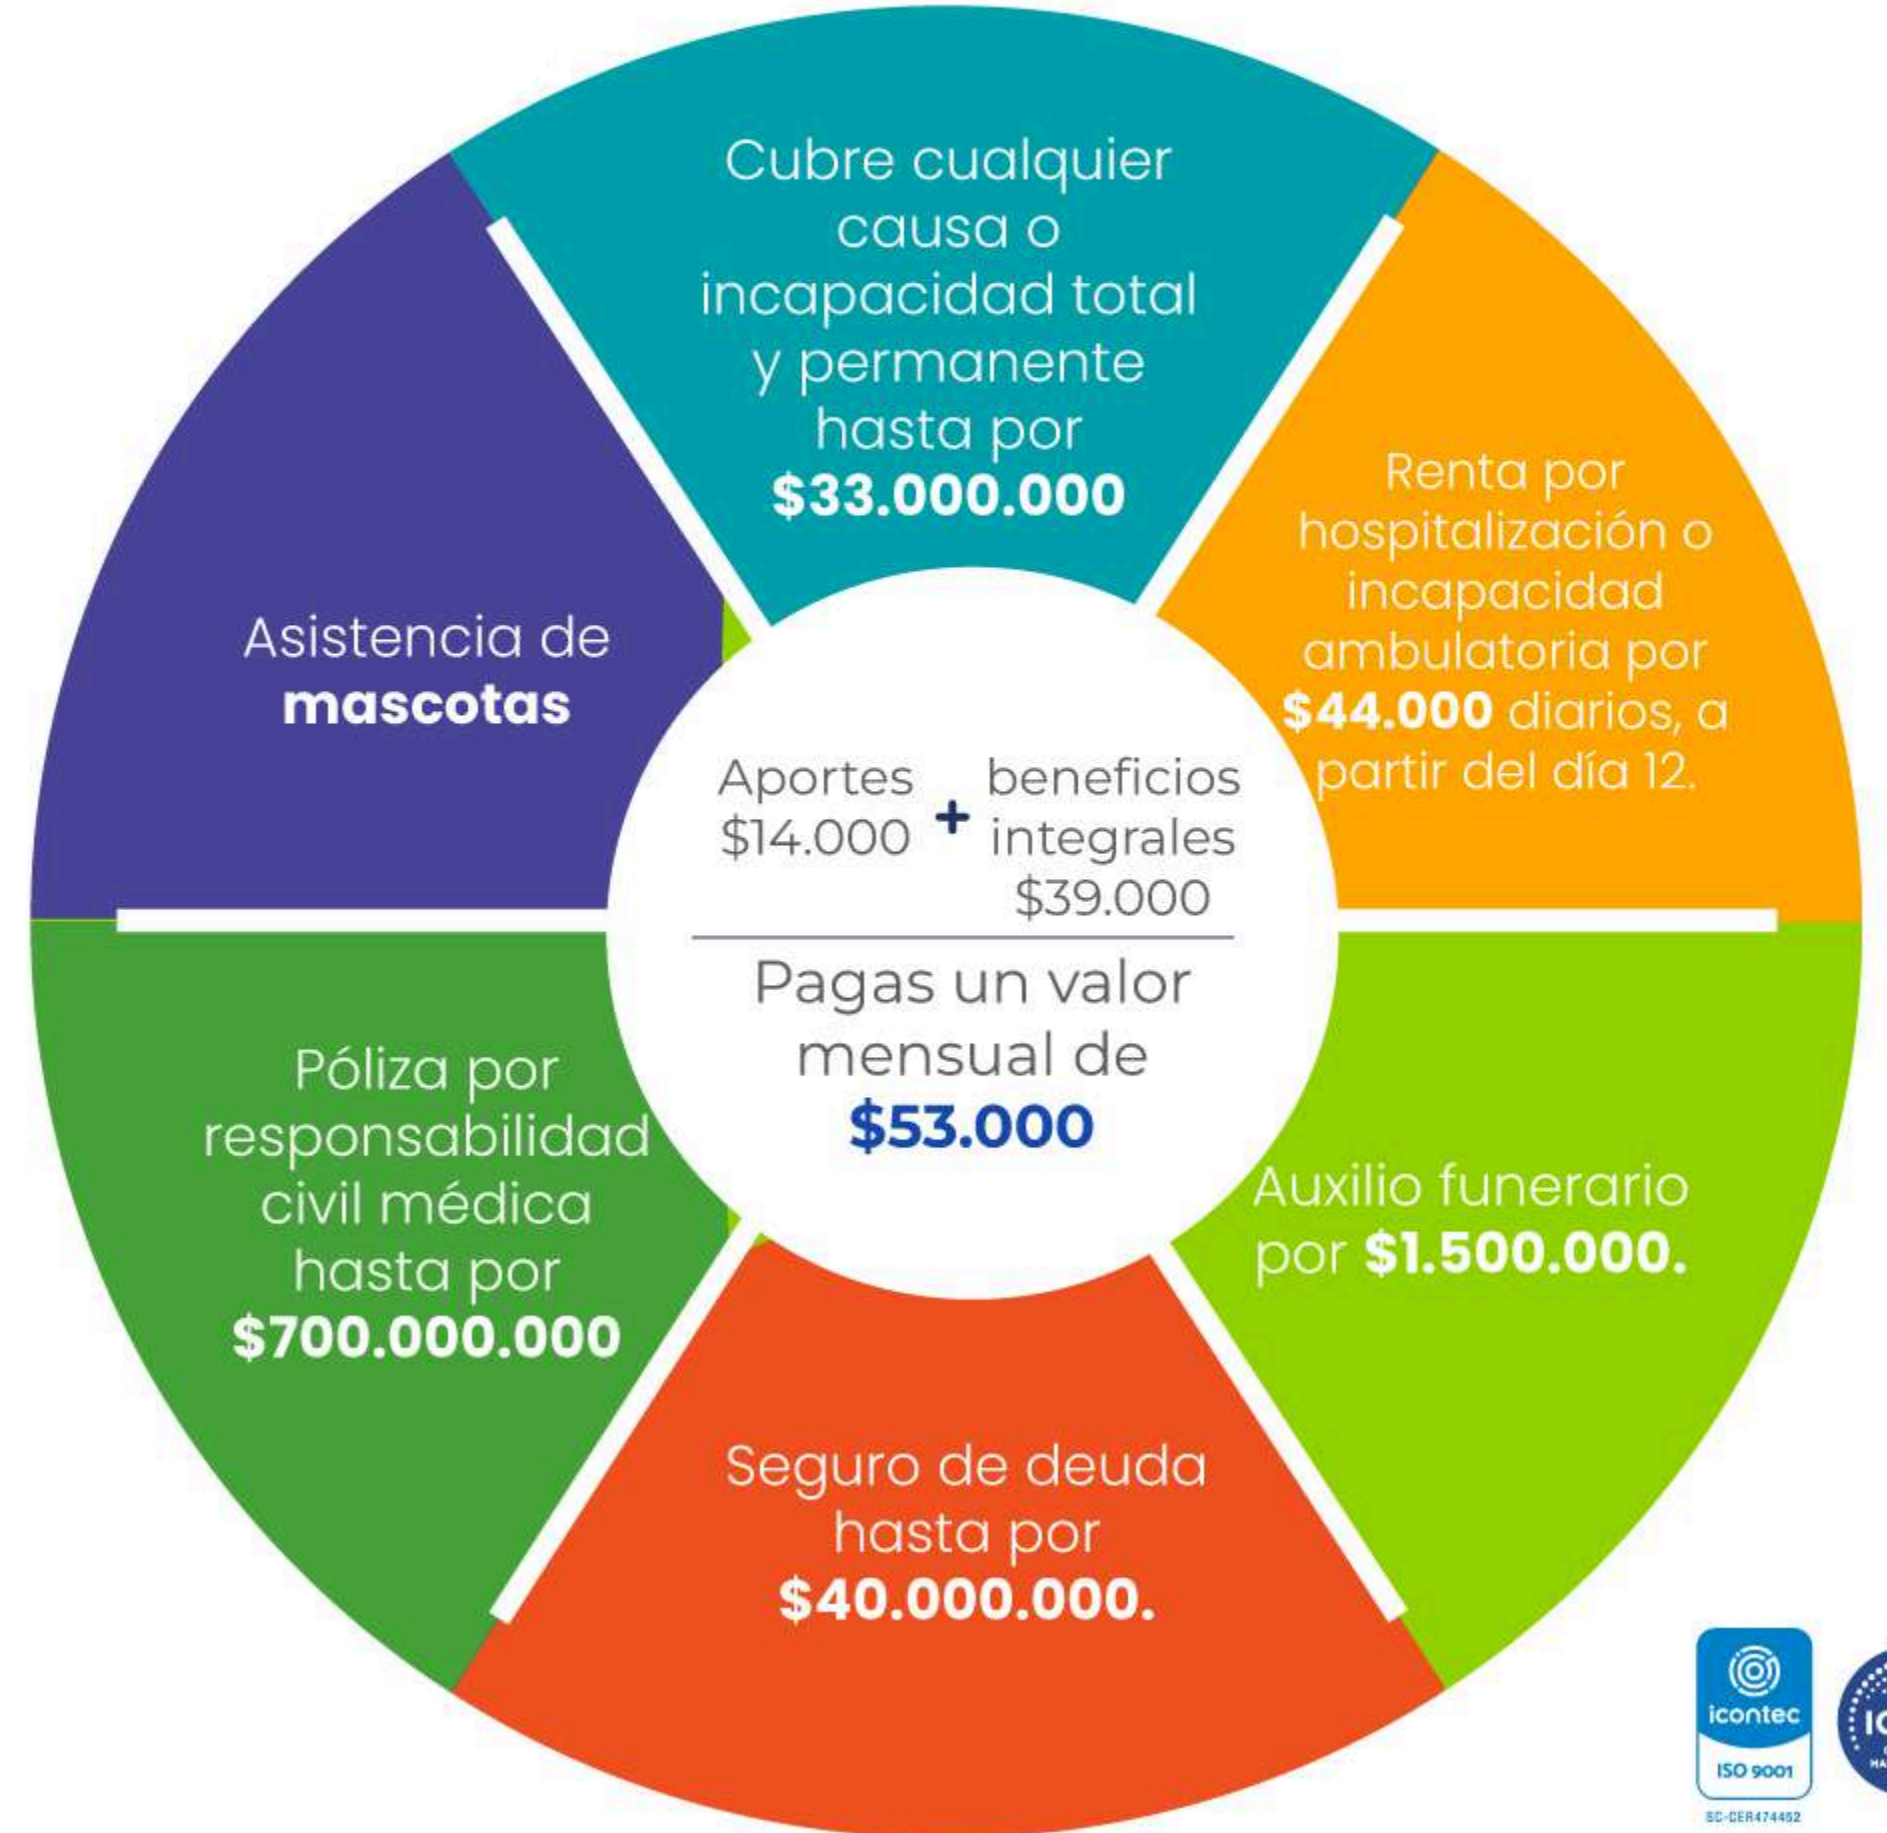 Cubre cualquier
causa o
incapacidad total
y permanente
hasta por
$33.000.000
Renta por
hospitalización o
incapacidad
ambulatoria por
$44.000 diarios, a
partir del día 12.
Asistencia de
mascotas
Aportes + beneficios
$14.000 integrales
$39.000
Pagas un valor
mensual de
$53.000
Póliza por
responsabilidad
civil médica
hasta por
$700.000.000
Auxilio funerario
por $1.500.000.
Seguro de deuda
hasta por
$40.000.000.
icontec
ISO 9001
SC-CER474452